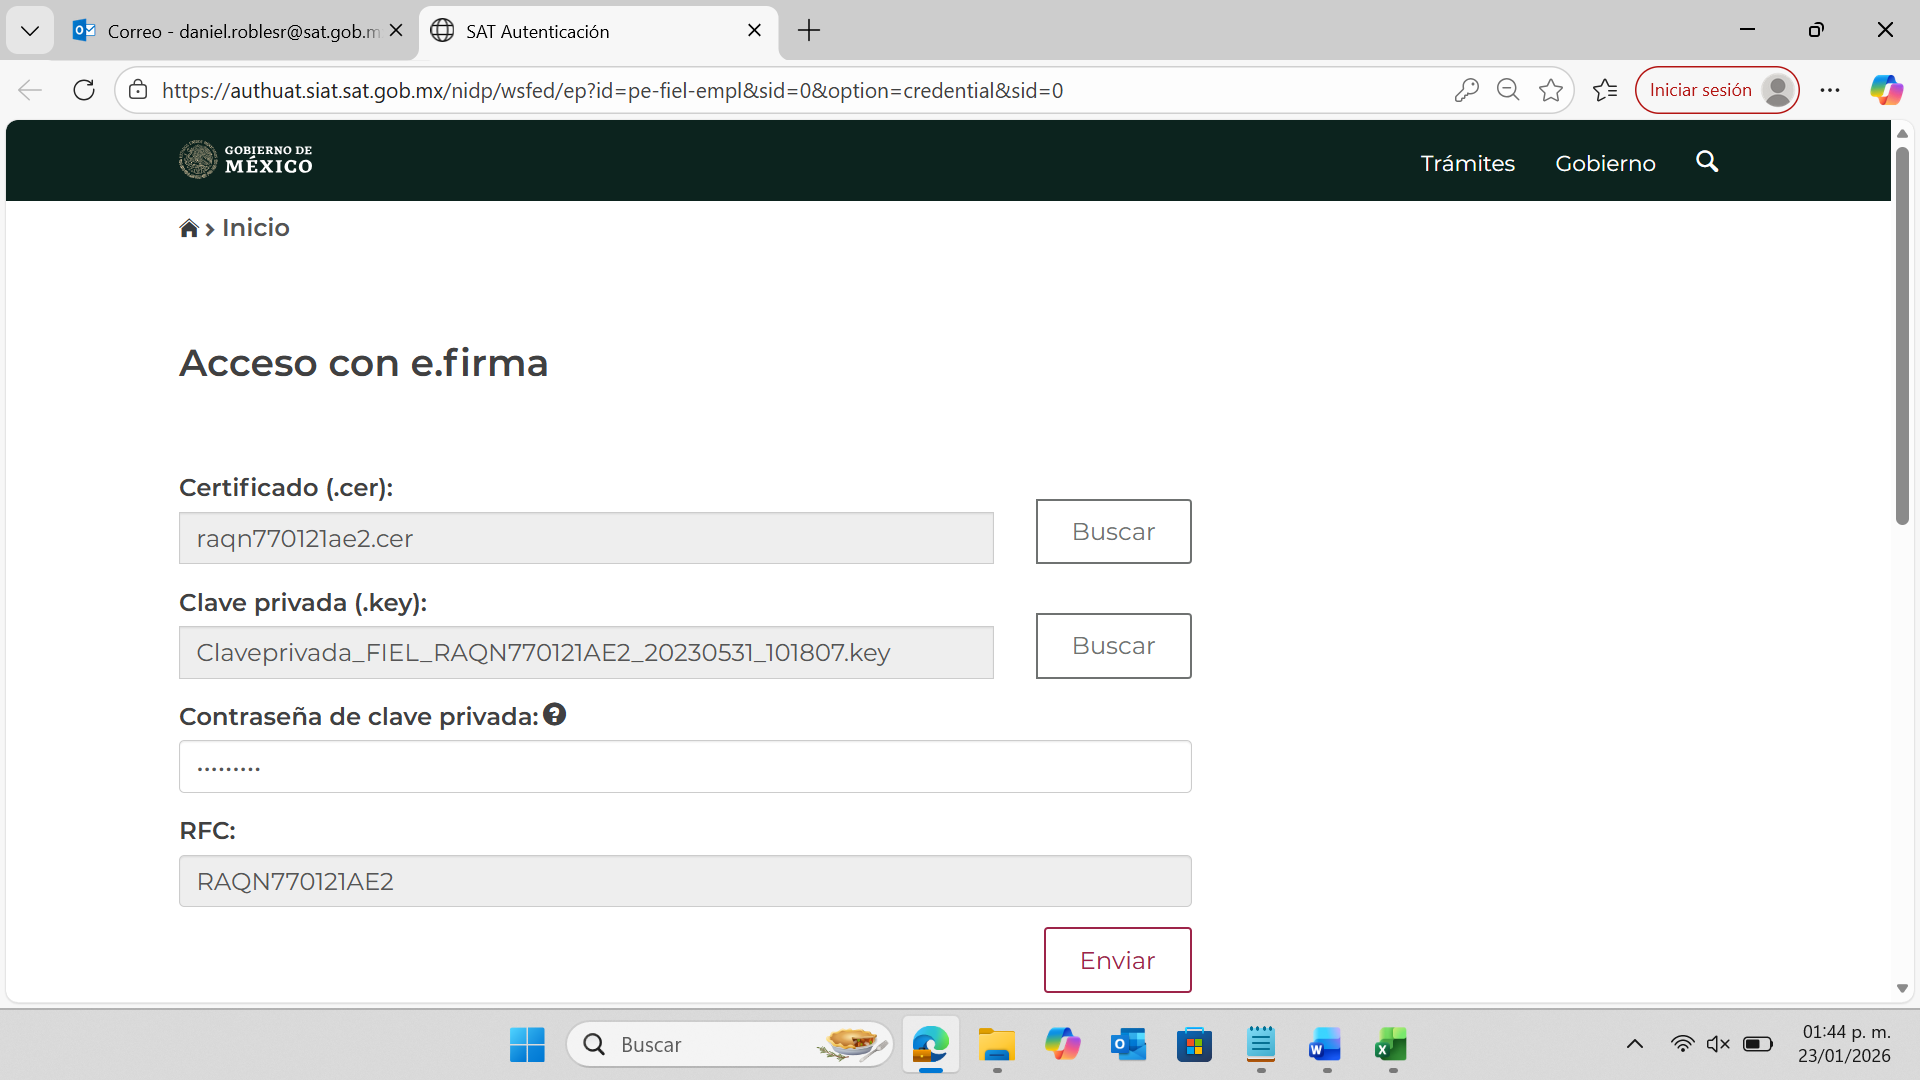 Correo - daniel.roblesr@sat.gob.m
SAT Autenticación
https://authuat.siat.sat.gob.mx/nidp/wsfed/ep?id=pe-fiel-empl&sid=0&option=credential&sid=0
Iniciar sesión
GOBIERNO DE
MÉXICO
Trámites
Gobierno
Inicio
Acceso con e.firma
Certificado (.cer):
raqn770121ae2.cer
Buscar
Clave privada (.key):
Claveprivada_FIEL_RAQN770121AE2_20230531_101807.key
Buscar
Contraseña de clave privada:
•••••••••
RFC:
RAQN770121AE2
Enviar
Buscar
01:44 p. m.
23/01/2026